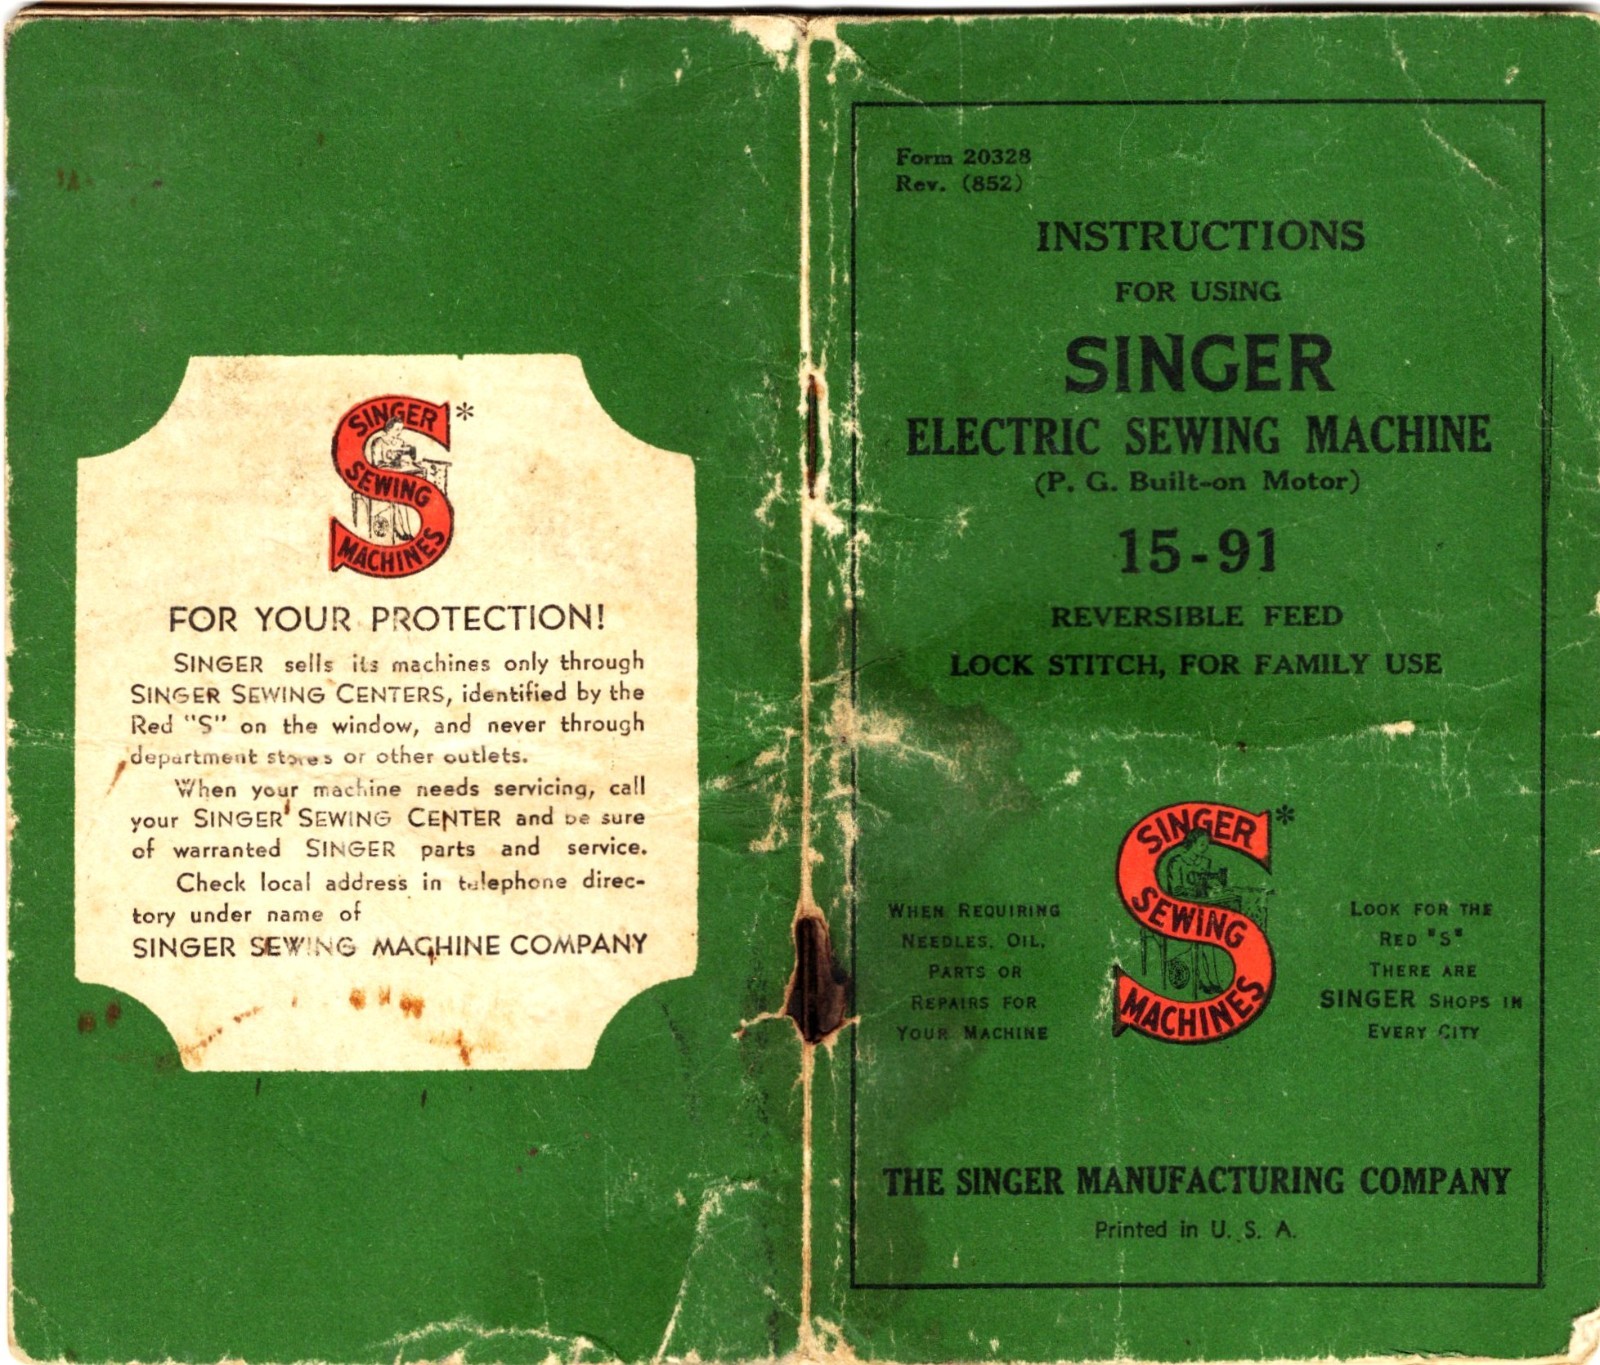 SINGER *
SEWING
MACHINES
FOR YOUR PROTECTION!
SINGER sells its machines only through
SINGER SEWING CENTERS, identified by the
Red "S" on the window, and never through
department stores or other outlets.
When your machine needs servicing, call
your SINGER SEWING CENTER and be sure
of warranted SINGER parts and service.
Check local address in telephone direc-
tory under name of
SINGER SEWING MACHINE COMPANY
Form 20328
Rev. (852)
INSTRUCTIONS
FOR USING
SINGER
ELECTRIC SEWING MACHINE
(P. G. Built-on Motor)
15-91
REVERSIBLE FEED
LOCK STITCH, FOR FAMILY USE
WHEN REQUIRING
NEEDLES, OIL,
PARTS OR
REPAIRS FOR
YOUR MACHINE
SINGER *
SEWING
MACHINES
LOOK FOR THE
RED "S"
THERE ARE
SINGER SHOPS IN
EVERY CITY
THE SINGER MANUFACTURING COMPANY
Printed in U. S. A.